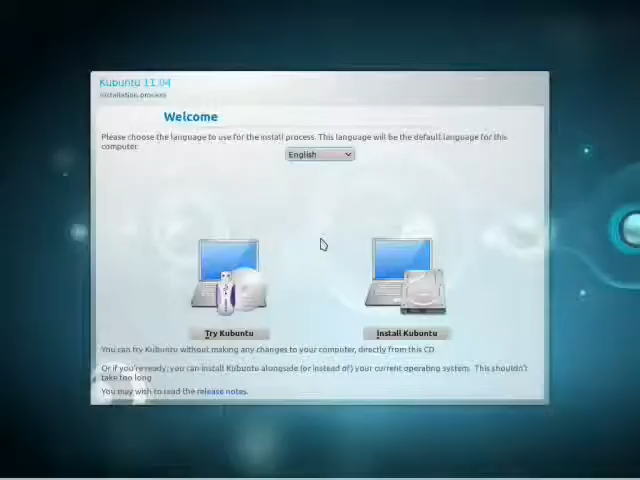 Kubuntu 11.04
Installation process
Welcome
Please choose the language to use for the install process. This language will be the default language for this
computer.
English
Try Kubuntu
Install Kubuntu
You can try Kubuntu without making any changes to your computer, directly from this CD.
Or if you're ready, you can install Kubuntu alongside (or instead of) your current operating system. This shouldn't
take too long.
You may wish to read the release notes.